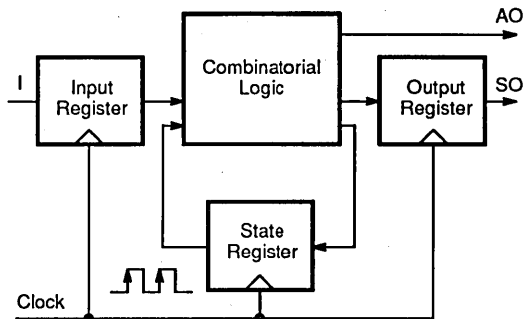 AO
I
Input
Register
Combinatorial
Logic
Output
Register
SO
State
Register
Clock